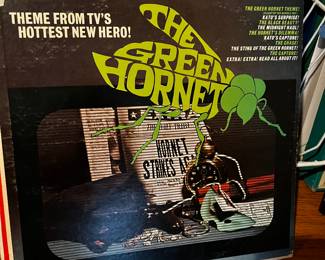 THEME FROM TV'S
HOTTEST NEW HERO!
THE
GREEN
HORNET
THE GREEN HORNET THEME!
KATO'S SURPRISE!
THE BLACK BEAUTY!
THE MIDNIGHT RAID!
THE HORNET'S DILEMMA!
KATO'S CAPTURE!
THE CHASE!
THE STING OF THE GREEN HORNET!
THE CAPTURE!
EXTRA! EXTRA! READ ALL ABOUT IT!
HORNET
STRIKES